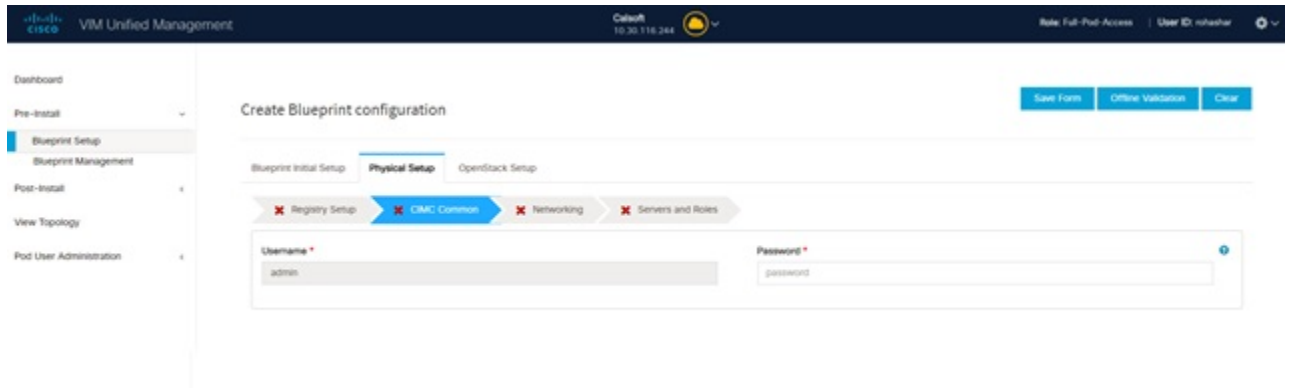 CISCO VIM Unified Management
Calsoft
10.30.116.244
Role: Full-Pod-Access | User ID: rohashar
Dashboard
Pre-Install
Blueprint Setup
Blueprint Management
Post-Install
View Topology
Pod User Administration
Create Blueprint configuration
Save Form Offline Validation Clear
Blueprint Initial Setup Physical Setup OpenStack Setup
Registry Setup CIMC Common Networking Servers and Roles
Username * Password *
admin password